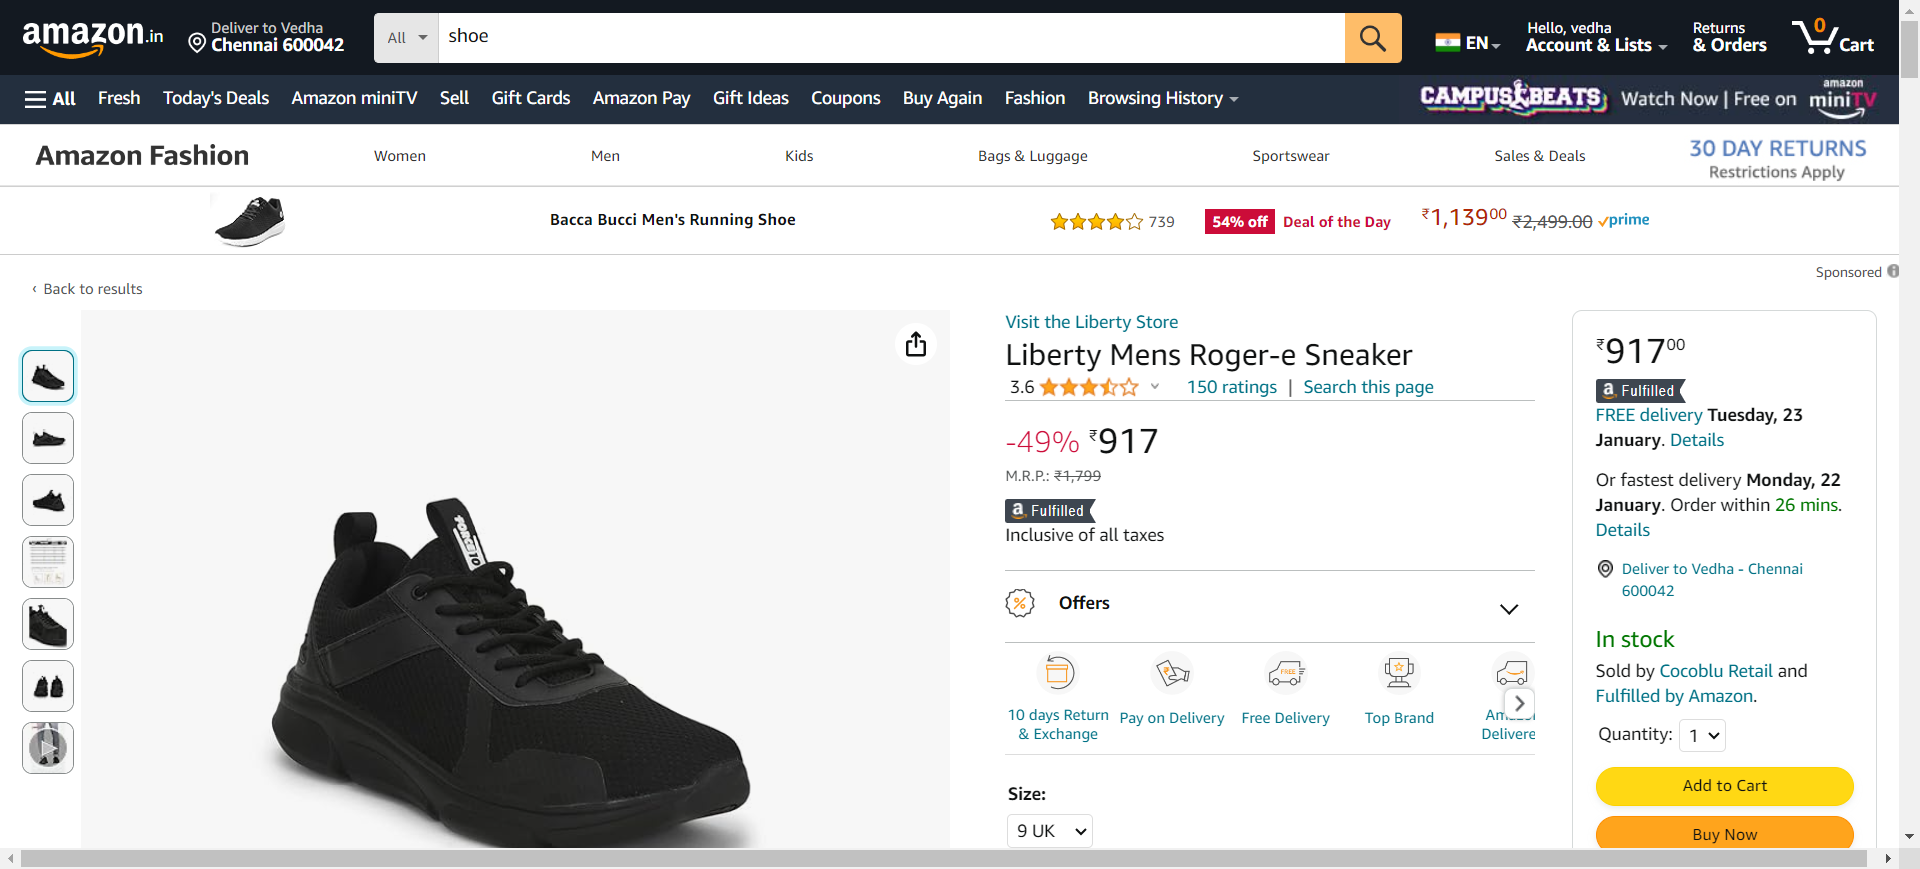 amazon.in
Deliver to Vedha
Chennai 600042
All
shoe
EN
Hello, vedha
Account & Lists
Returns
& Orders
0
Cart
All
Fresh
Today's Deals
Amazon miniTV
Sell
Gift Cards
Amazon Pay
Gift Ideas
Coupons
Buy Again
Fashion
Browsing History
CAMPUS BEATS
Watch Now | Free on
amazon
miniTV
Amazon Fashion
Women
Men
Kids
Bags & Luggage
Sportswear
Sales & Deals
30 DAY RETURNS
Restrictions Apply
Bacca Bucci Men's Running Shoe
739
54% off
Deal of the Day
₹1,13900
₹2,499.00
prime
Sponsored
‹ Back to results
Visit the Liberty Store
Liberty Mens Roger-e Sneaker
3.6
150 ratings | Search this page
-49% ₹917
M.R.P.: ₹1,799
a Fulfilled
Inclusive of all taxes
Offers
10 days Return
& Exchange
Pay on Delivery
FREE
Free Delivery
Top Brand
Delivere
Size:
9 UK
FORCE TO
₹91700
a Fulfilled
FREE delivery Tuesday, 23
January. Details
Or fastest delivery Monday, 22
January. Order within 26 mins.
Details
Deliver to Vedha - Chennai
600042
In stock
Sold by Cocoblu Retail and
Fulfilled by Amazon.
Quantity: 1
Add to Cart
Buy Now